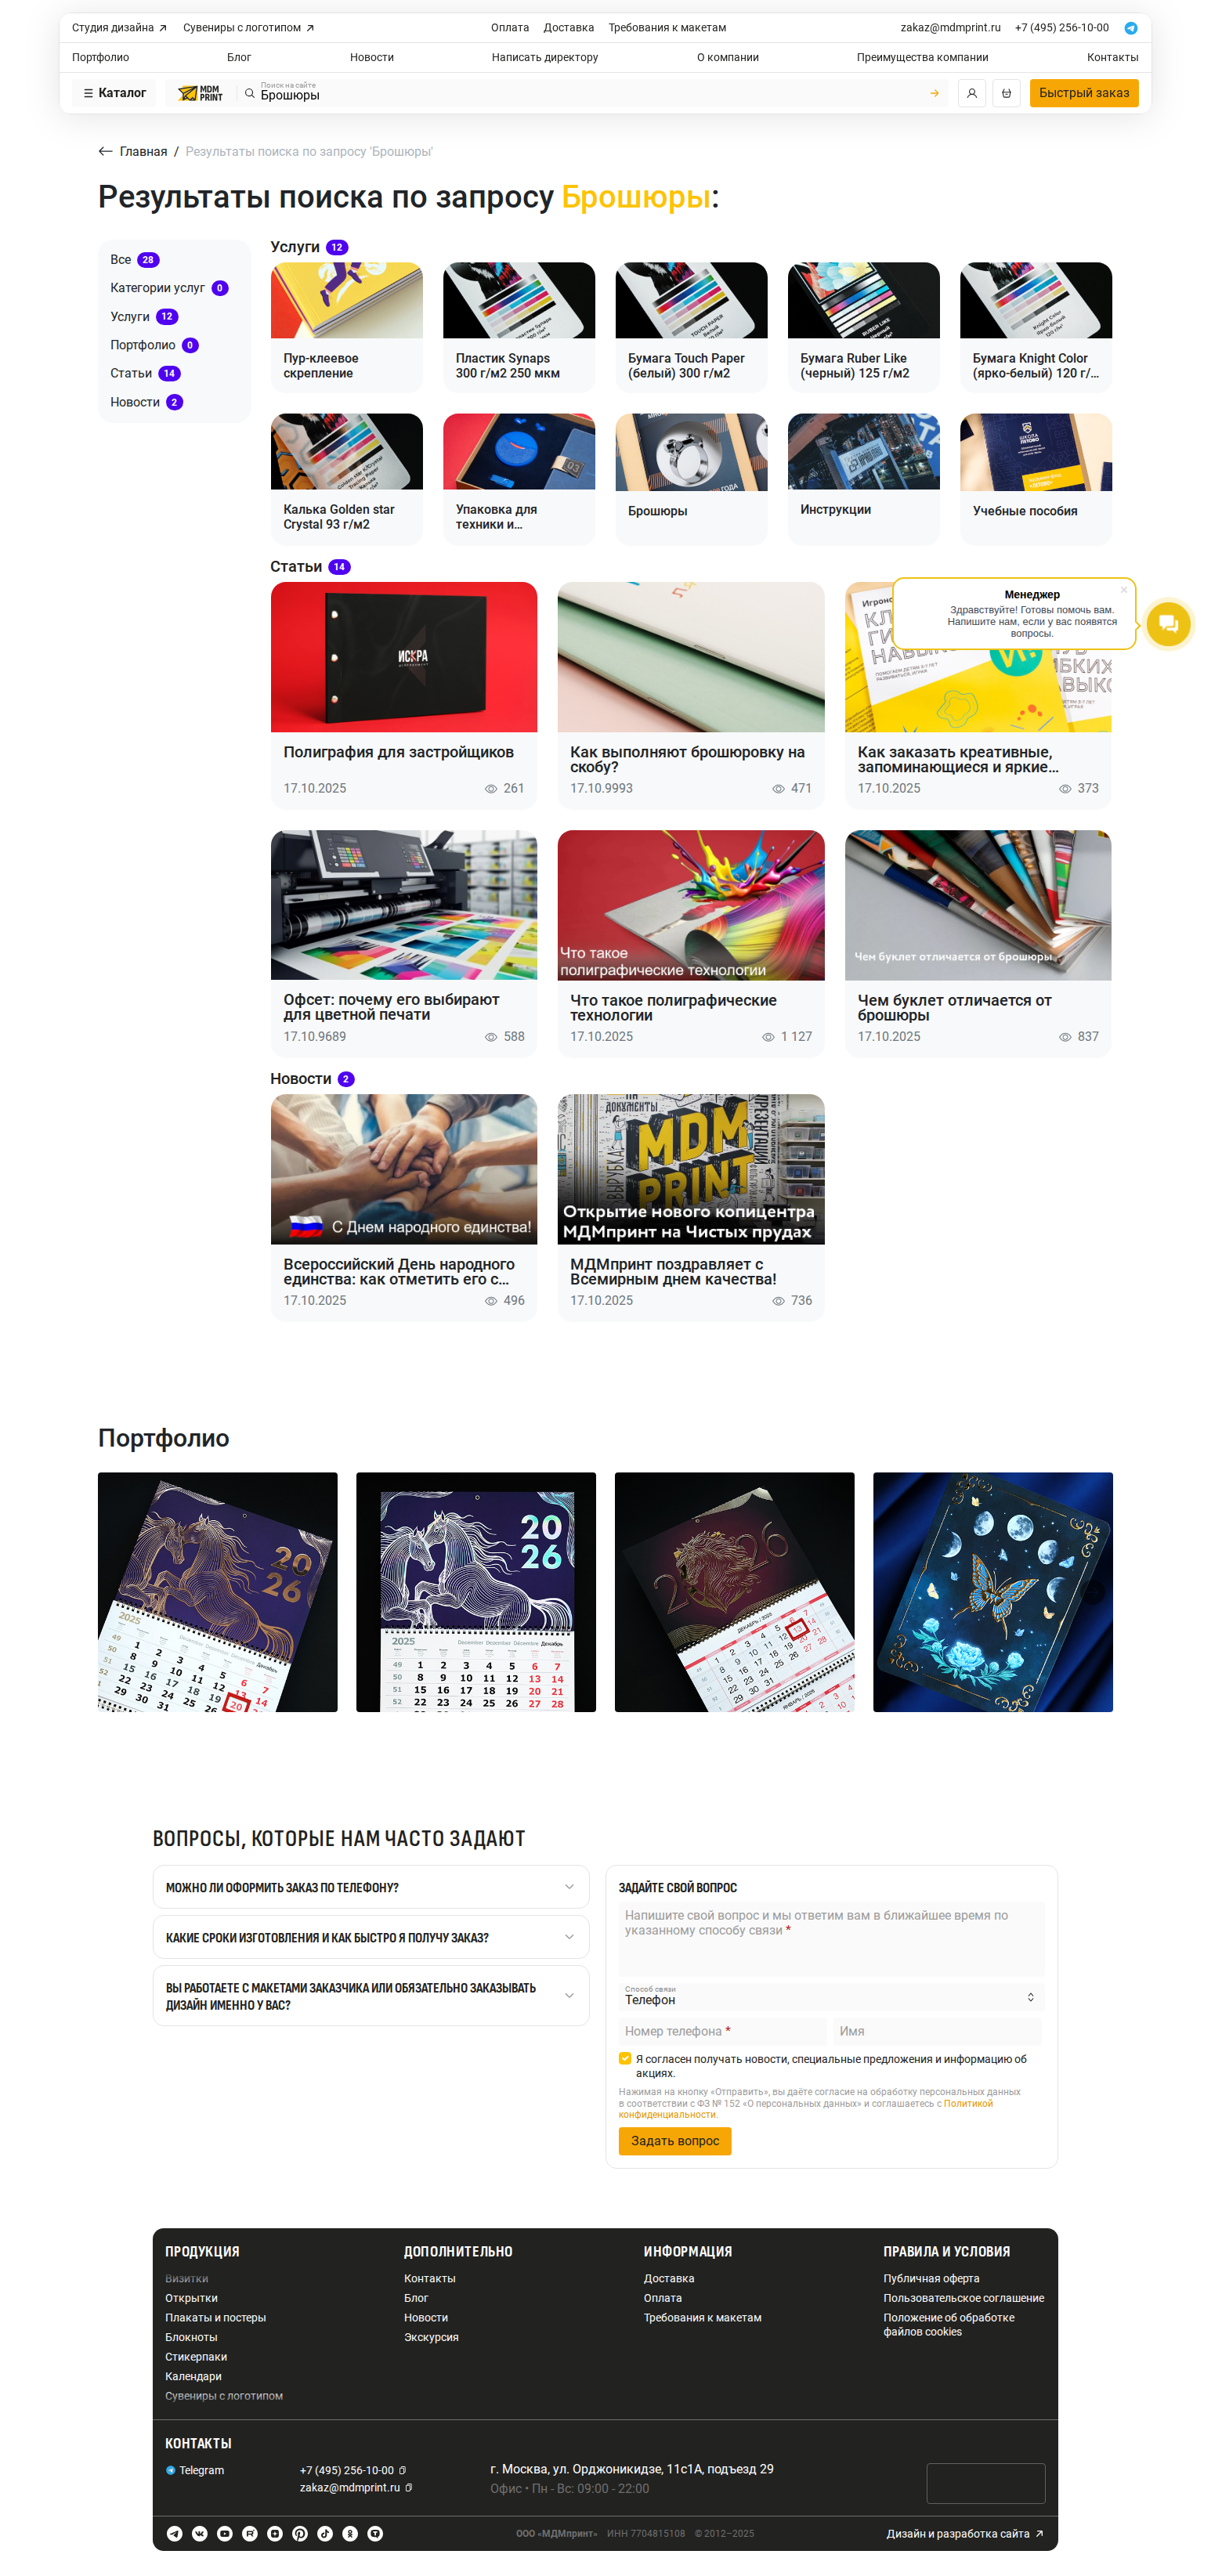 Студия дизайна
Сувениры с логотипом
Оплата
Доставка
Требования к макетам
zakaz@mdmprint.ru
+7 (495) 256-10-00
Портфолио
Блог
Новости
Написать директору
О компании
Преимущества компании
Контакты
Каталог
MDM
PRINT
Поиск на сайте
Брошюры
Быстрый заказ
Главная / Результаты поиска по запросу 'Брошюры'
Результаты поиска по запросу Брошюры:
Все 28
Категории услуг 0
Услуги 12
Портфолио 0
Статьи 14
Новости 2
Услуги 12
Пур-клеевое
скрепление
Пластик Synaps
300 г/м2 250 мкм
Бумага Touch Paper
(белый) 300 г/м2
Бумага Ruber Like
(черный) 125 г/м2
Бумага Knight Color
(ярко-белый) 120 г/...
Калька Golden star
Crystal 93 г/м2
Упаковка для
техники и...
Брошюры
Инструкции
Учебные пособия
Статьи 14
Менеджер
Здравствуйте! Готовы помочь вам.
Напишите нам, если у вас появятся
вопросы.
ИСКРА
Полиграфия для застройщиков
17.10.2025
261
Как выполняют брошюровку на
скобу?
17.10.9993
471
Как заказать креативные,
запоминающиеся и яркие...
17.10.2025
373
Офсет: почему его выбирают
для цветной печати
17.10.9689
588
Что такое
полиграфические технологии
Что такое полиграфические
технологии
17.10.2025
1 127
Чем буклет отличается от брошюры
Чем буклет отличается от
брошюры
17.10.2025
837
Новости 2
С Днем народного единства!
Всероссийский День народного
единства: как отметить его с...
17.10.2025
496
MDM
PRINT
Открытие нового копицентра
МДМпринт на Чистых прудах
МДМпринт поздравляет с
Всемирным днем качества!
17.10.2025
736
Портфолио
2026
2025
20
26
2025
2026
ВОПРОСЫ, КОТОРЫЕ НАМ ЧАСТО ЗАДАЮТ
МОЖНО ЛИ ОФОРМИТЬ ЗАКАЗ ПО ТЕЛЕФОНУ?
КАКИЕ СРОКИ ИЗГОТОВЛЕНИЯ И КАК БЫСТРО Я ПОЛУЧУ ЗАКАЗ?
ВЫ РАБОТАЕТЕ С МАКЕТАМИ ЗАКАЗЧИКА ИЛИ ОБЯЗАТЕЛЬНО ЗАКАЗЫВАТЬ
ДИЗАЙН ИМЕННО У ВАС?
ЗАДАЙТЕ СВОЙ ВОПРОС
Напишите свой вопрос и мы ответим вам в ближайшее время по
указанному способу связи *
Способ связи
Телефон
Номер телефона *
Имя
Я согласен получать новости, специальные предложения и информацию об
акциях.
Нажимая на кнопку «Отправить», вы даёте согласие на обработку персональных данных
в соответствии с ФЗ № 152 «О персональных данных» и соглашаетесь с Политикой
конфиденциальности.
Задать вопрос
ПРОДУКЦИЯ
Визитки
Открытки
Плакаты и постеры
Блокноты
Стикерпаки
Календари
Сувениры с логотипом
ДОПОЛНИТЕЛЬНО
Контакты
Блог
Новости
Экскурсия
ИНФОРМАЦИЯ
Доставка
Оплата
Требования к макетам
ПРАВИЛА И УСЛОВИЯ
Публичная оферта
Пользовательское соглашение
Положение об обработке
файлов cookies
КОНТАКТЫ
Telegram
+7 (495) 256-10-00
zakaz@mdmprint.ru
г. Москва, ул. Орджоникидзе, 11с1А, подъезд 29
Офис • Пн - Вс: 09:00 - 22:00
ООО «МДМпринт» ИНН 7704815108 © 2012–2025
Дизайн и разработка сайта